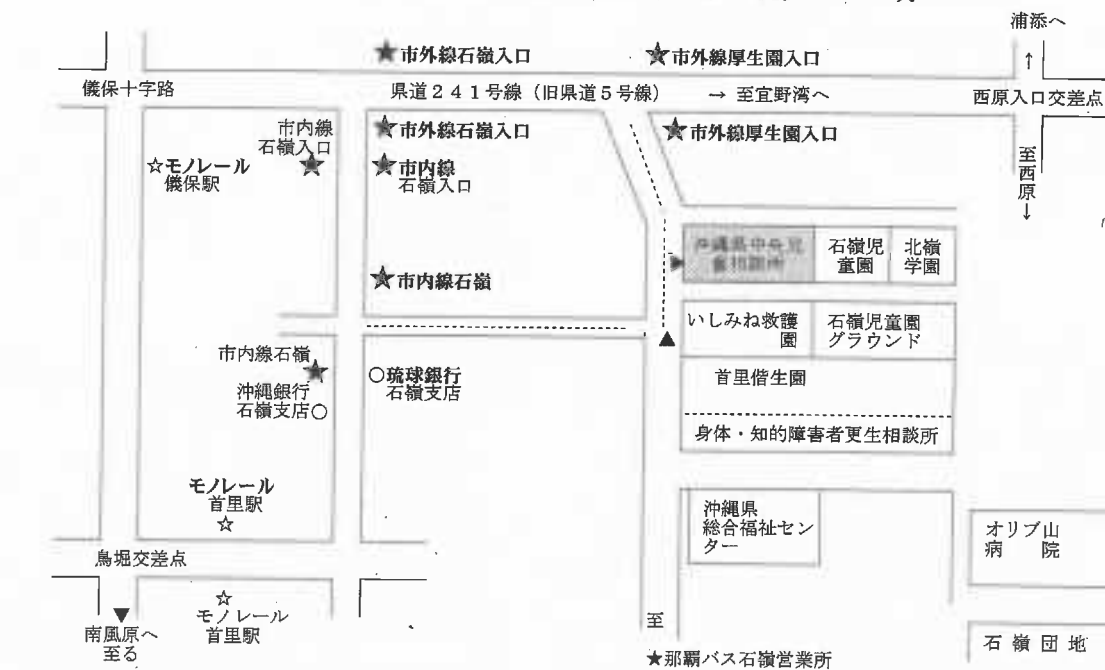 浦添へ
↑
★市外線石嶺入口
★市外線厚生園入口
儀保十字路
県道241号線（旧県道5号線） → 至宜野湾へ
西原入口交差点
市内線
石嶺入口
★
★市外線石嶺入口
★市外線厚生園入口
☆モノレール
儀保駅
★市内線
石嶺入口
至西原↓
沖縄県中央児
童相談所
石嶺児
童園
北嶺
学園
★市内線石嶺
いしみね救護
園
石嶺児童園
グラウンド
▲
市内線石嶺
★
沖縄銀行
石嶺支店○
○琉球銀行
石嶺支店
首里偕生園
身体・知的障害者更生相談所
モノレール
首里駅
☆
沖縄県
総合福祉セン
ター
オリブ山
病　院
鳥堀交差点
☆
モノレール
首里駅
▼
南風原へ
至る
至
★那覇バス石嶺営業所
石嶺団地